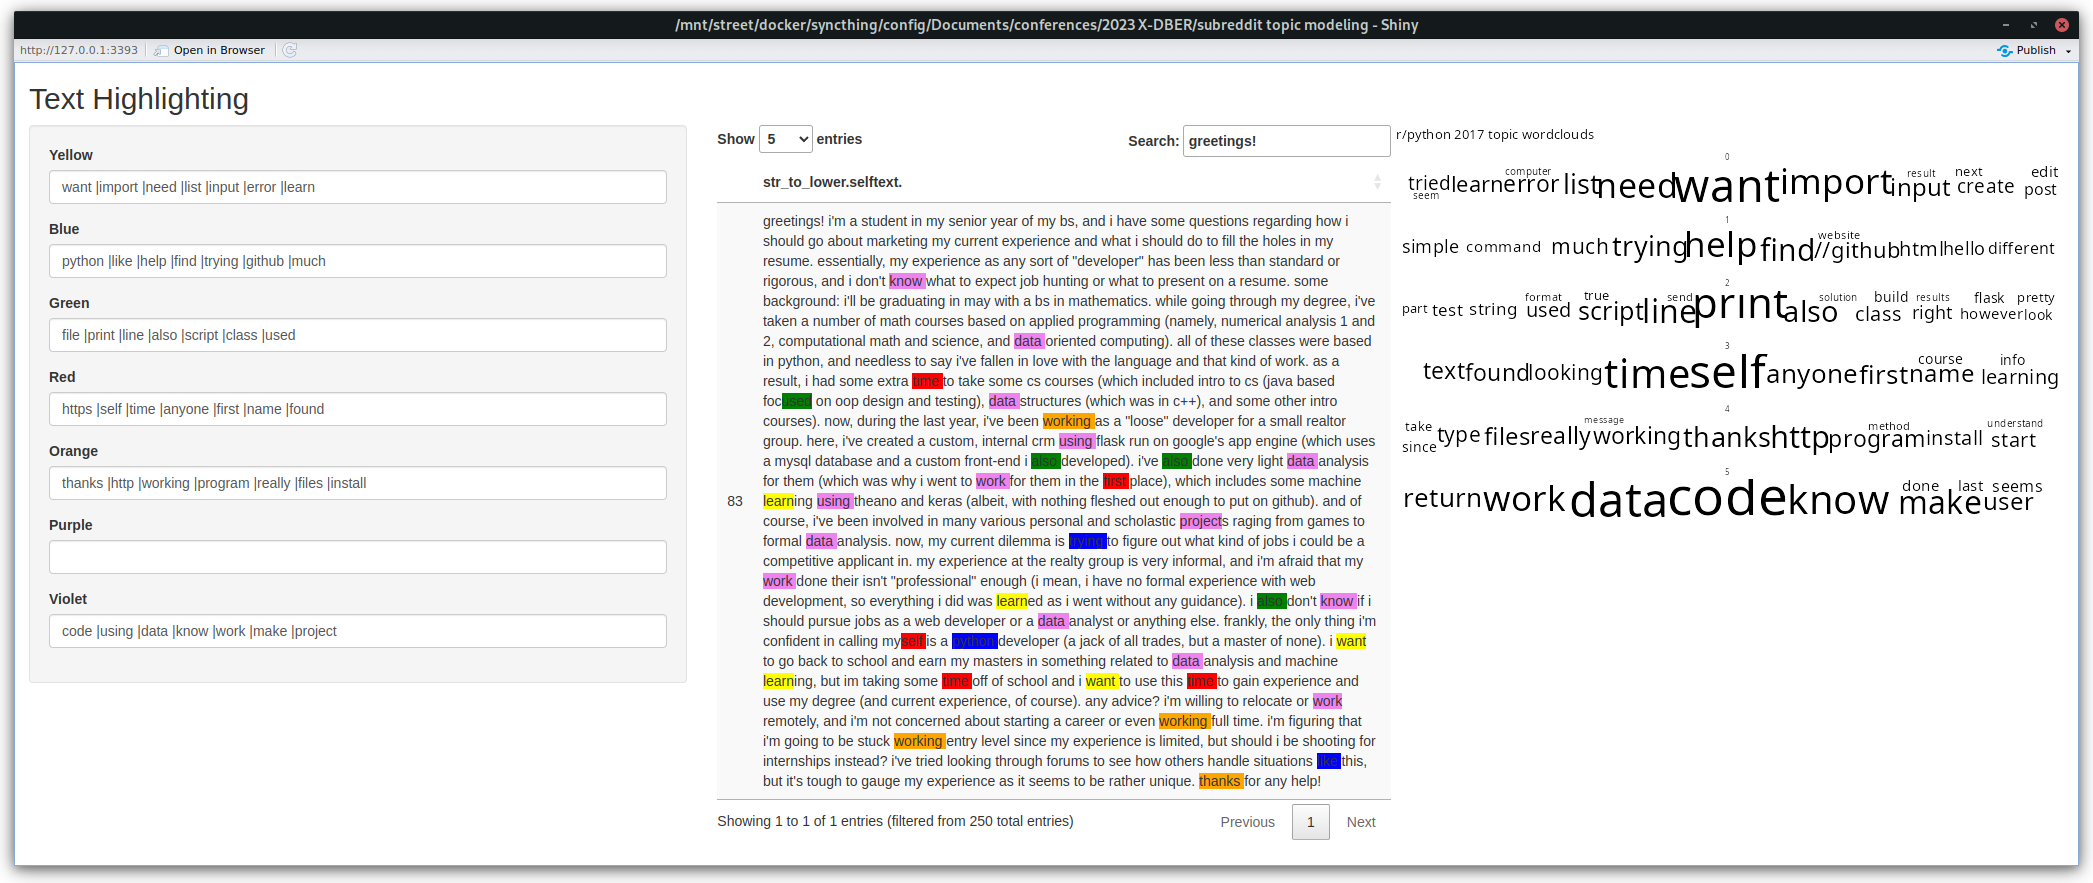 /mnt/street/docker/syncthing/config/Documents/conferences/2023 X-DBER/subreddit topic modeling - Shiny
http://127.0.0.1:3393
Open in Browser
Publish
Text Highlighting
Yellow
want |import |need |list |input |error |learn
Blue
python |like |help |find |trying |github |much
Green
file |print |line |also |script |class |used
Red
https |self |time |anyone |first |name |found
Orange
thanks |http |working |program |really |files |install
Purple
Violet
code |using |data |know |work |make |project
Show 5 entries
Search: greetings!
str_to_lower.selftext.
83
greetings! i'm a student in my senior year of my bs, and i have some questions regarding how i
should go about marketing my current experience and what i should do to fill the holes in my
resume. essentially, my experience as any sort of "developer" has been less than standard or
rigorous, and i don't know what to expect job hunting or what to present on a resume. some
background: i'll be graduating in may with a bs in mathematics. while going through my degree, i've
taken a number of math courses based on applied programming (namely, numerical analysis 1 and
2, computational math and science, and data oriented computing). all of these classes were based
in python, and needless to say i've fallen in love with the language and that kind of work. as a
result, i had some extra time to take some cs courses (which included intro to cs (java based
focused on oop design and testing), data structures (which was in c++), and some other intro
courses). now, during the last year, i've been working as a "loose" developer for a small realtor
group. here, i've created a custom, internal crm using flask run on google's app engine (which uses
a mysql database and a custom front-end i also developed). i've also done very light data analysis
for them (which was why i went to work for them in the first place), which includes some machine
learning using theano and keras (albeit, with nothing fleshed out enough to put on github). and of
course, i've been involved in many various personal and scholastic projects raging from games to
formal data analysis. now, my current dilemma is trying to figure out what kind of jobs i could be a
competitive applicant in. my experience at the realty group is very informal, and i'm afraid that my
work done their isn't "professional" enough (i mean, i have no formal experience with web
development, so everything i did was learned as i went without any guidance). i also don't know if i
should pursue jobs as a web developer or a data analyst or anything else. frankly, the only thing i'm
confident in calling myself is a python developer (a jack of all trades, but a master of none). i want
to go back to school and earn my masters in something related to data analysis and machine
learning, but im taking some time off of school and i want to use this time to gain experience and
use my degree (and current experience, of course). any advice? i'm willing to relocate or work
remotely, and i'm not concerned about starting a career or even working full time. i'm figuring that
i'm going to be stuck working entry level since my experience is limited, but should i be shooting for
internships instead? i've tried looking through forums to see how others handle situations like this,
but it's tough to gauge my experience as it seems to be rather unique. thanks for any help!
Showing 1 to 1 of 1 entries (filtered from 250 total entries)
Previous 1 Next
r/python 2017 topic wordclouds
0
tried seem learn computer error list need want import input result next create edit post
1
simple command much trying help find website //github html hello different
2
part test string format used true script line send print also solution build class results right flask however pretty look
3
text found looking time self anyone first course name info learning
4
take since type files really message working thanks http program method install understand start
5
return work data code know make done last user seems